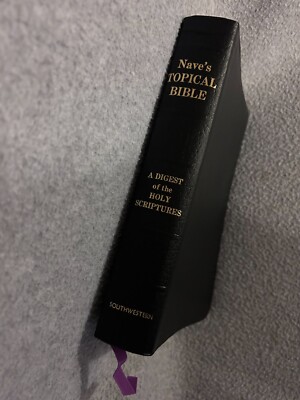 Nave's
TOPICAL
BIBLE
A DIGEST
of the
HOLY
SCRIPTURES
SOUTHWESTERN